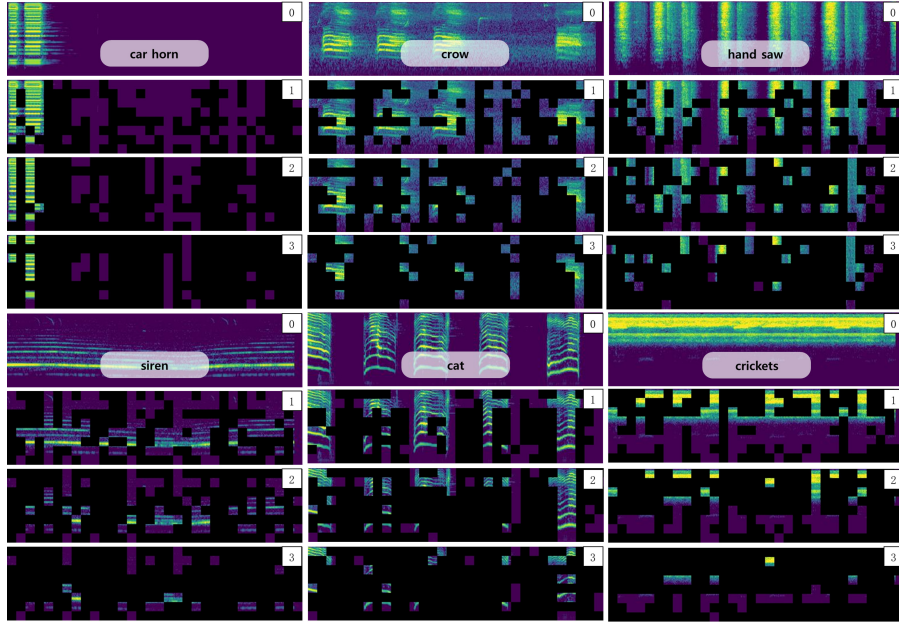 0 0 0
car horn crow hand saw
1 1 1
2 2 2
3 3 3
0 0 0
siren cat crickets
1 1 1
2 2 2
3 3 3